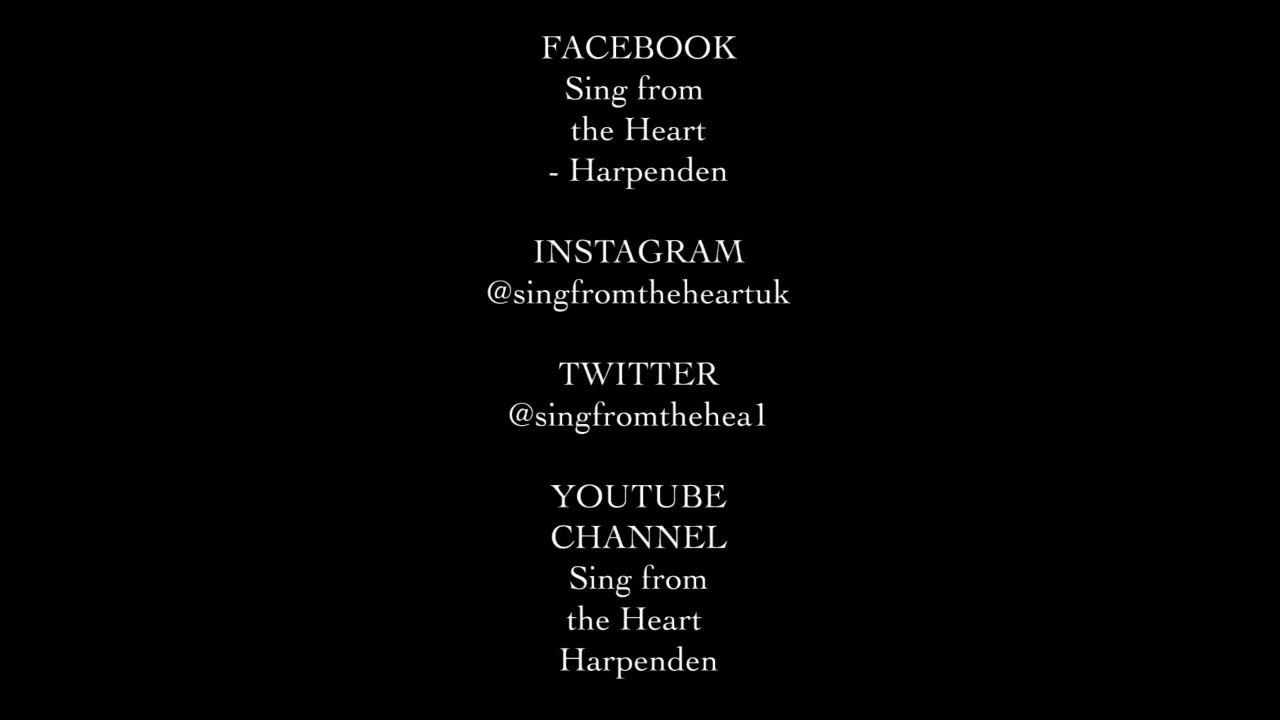 FACEBOOK
Sing from
the Heart
- Harpenden
INSTAGRAM
@singfromtheheartuk
TWITTER
@singfromthehea1
YOUTUBE
CHANNEL
Sing from
the Heart
Harpenden